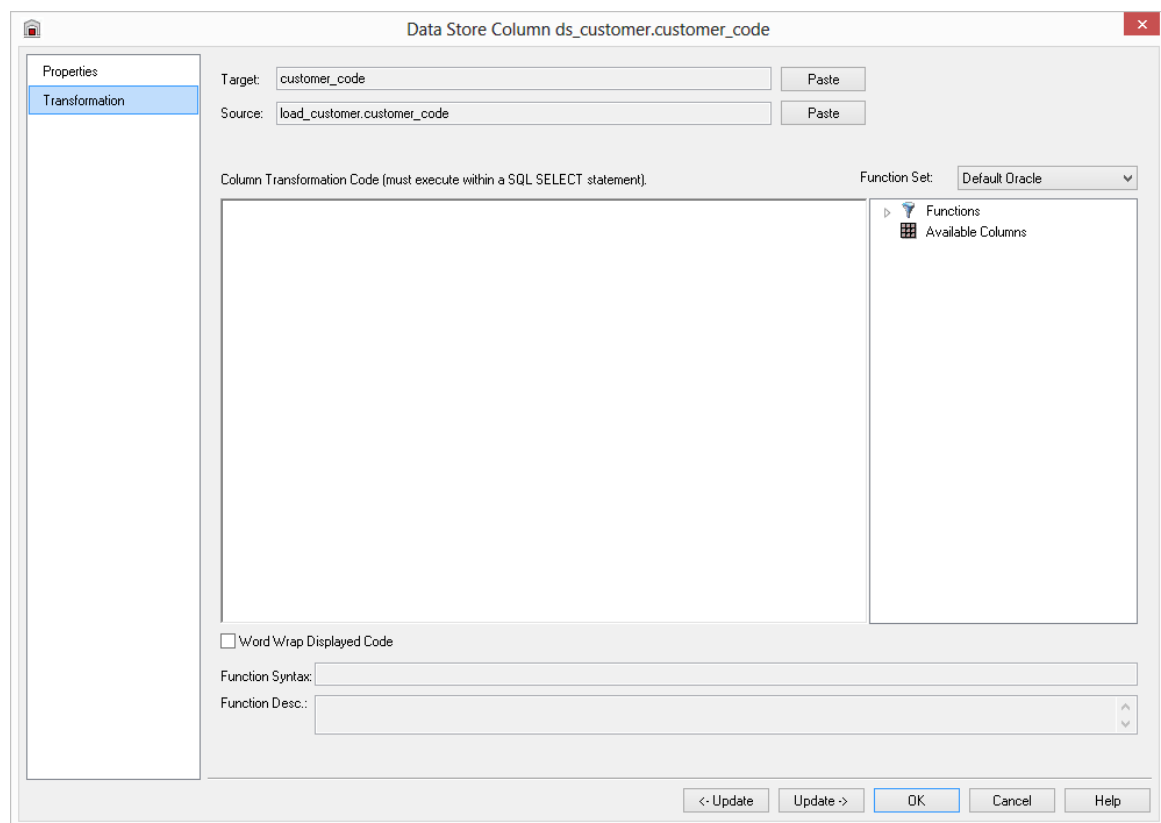 Data Store Column ds_customer.customer_code
Properties
Transformation
Target: customer_code Paste
Source: load_customer.customer_code Paste
Column Transformation Code (must execute within a SQL SELECT statement). Function Set: Default Oracle
Functions
Available Columns
Word Wrap Displayed Code
Function Syntax:
Function Desc.:
<- Update Update -> OK Cancel Help